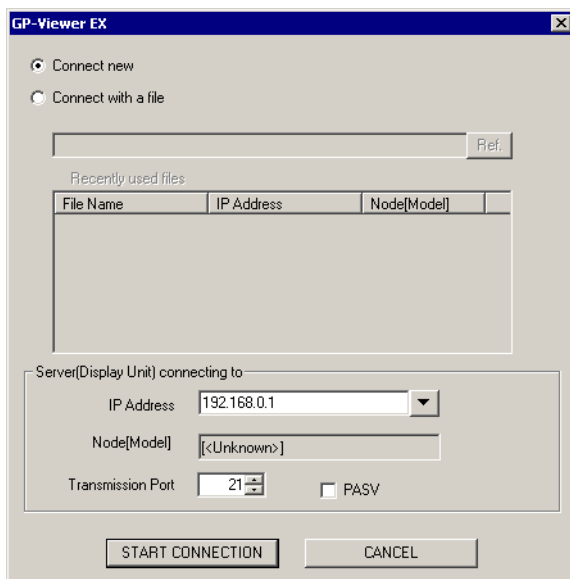 GP-Viewer EX
Connect new
Connect with a file
Ref.
Recently used files
File Name IP Address Node[Model]
Server(Display Unit) connecting to
IP Address 192.168.0.1
Node[Model] [<Unknown>]
Transmission Port 21 PASV
START CONNECTION CANCEL